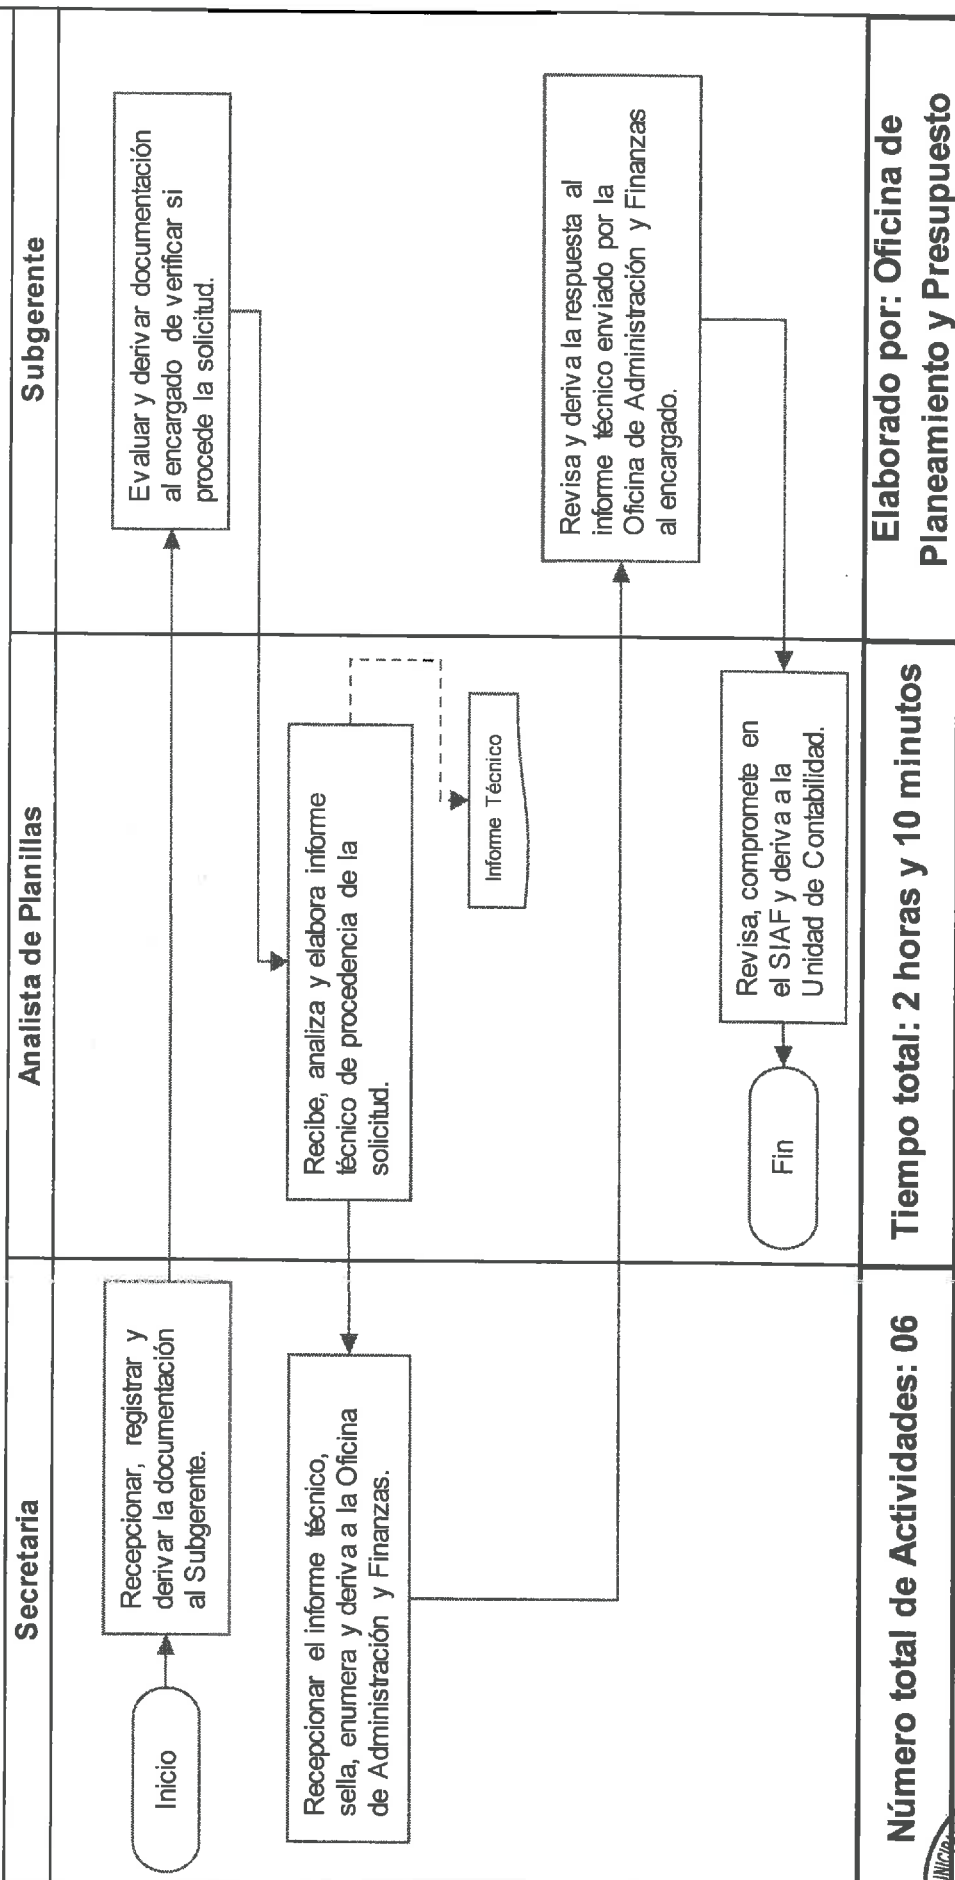 Secretaria
Analista de Planillas
Subgerente
Inicio
Recepcionar, registrar y
derivar la documentación
al Subgerente.
Evaluar y derivar documentación
al encargado de verificar si
procede la solicitud.
Recibe, analiza y elabora informe
técnico de procedencia de la
solicitud.
Informe Técnico
Recepcionar el informe técnico,
sella, enumera y deriva a la Oficina
de Administración y Finanzas.
Revisa y deriva la respuesta al
informe técnico enviado por la
Oficina de Administración y Finanzas
al encargado.
Revisa, compromete en
el SIAF y deriva a la
Unidad de Contabilidad.
Fin
Número total de Actividades: 06
Tiempo total: 2 horas y 10 minutos
Elaborado por: Oficina de
Planeamiento y Presupuesto